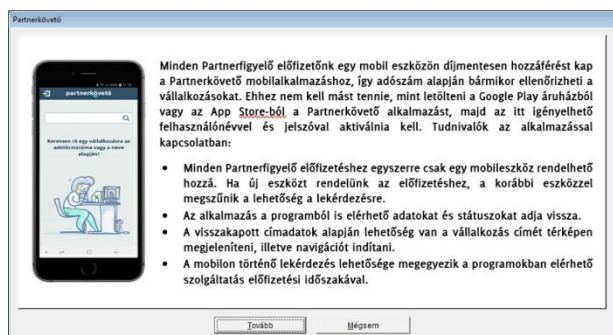 Partnerkövető
Minden Partnerfigyelő előfizetőnk egy mobil eszközön díjmentesen hozzáférést kap
a Partnerkövető mobilalkalmazáshoz, így adószám alapján bármikor ellenőrizheti a
vállalkozásokat. Ehhez nem kell mást tennie, mint letölteni a Google Play áruházból
vagy az App Store-ból a Partnerkövető alkalmazást, majd az itt igényelhető
felhasználónévvel és jelszóval aktiválnia kell. Tudnivalók az alkalmazással
kapcsolatban:
• Minden Partnerfigyelő előfizetéshez egyszerre csak egy mobileszköz rendelhető
hozzá. Ha új eszközt rendelünk az előfizetéshez, a korábbi eszközzel
megszűnik a lehetőség a lekérdezésre.
• Az alkalmazás a programból is elérhető adatokat és státuszokat adja vissza.
• A visszakapott címadatok alapján lehetőség van a vállalkozás címét térképen
megjeleníteni, illetve navigációt indítani.
• A mobilon történő lekérdezés lehetősége megegyezik a programokban elérhető
szolgáltatás előfizetési időszakával.
partnerkövető
Keressen rá egy vállalkozásra az
adótörzsszáma vagy a neve
alapján!
Tovább
Mégsem